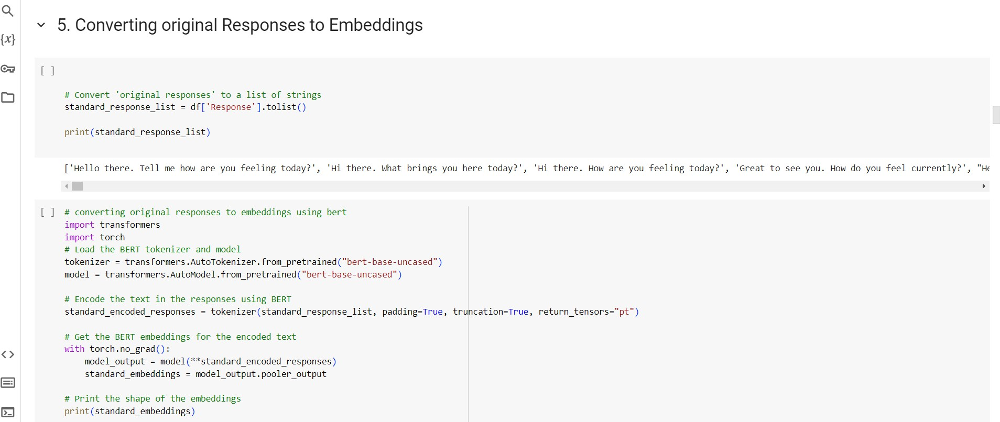 5. Converting original Responses to Embeddings
{x}
[ ]
# Convert 'original responses' to a list of strings
standard_response_list = df['Response'].tolist()
print(standard_response_list)
['Hello there. Tell me how are you feeling today?', 'Hi there. What brings you here today?', 'Hi there. How are you feeling today?', 'Great to see you. How do you feel currently?', "He
[ ] # converting original responses to embeddings using bert
import transformers
import torch
# Load the BERT tokenizer and model
tokenizer = transformers.AutoTokenizer.from_pretrained("bert-base-uncased")
model = transformers.AutoModel.from_pretrained("bert-base-uncased")
# Encode the text in the responses using BERT
standard_encoded_responses = tokenizer(standard_response_list, padding=True, truncation=True, return_tensors="pt")
# Get the BERT embeddings for the encoded text
with torch.no_grad():
    model_output = model(**standard_encoded_responses)
    standard_embeddings = model_output.pooler_output
# Print the shape of the embeddings
print(standard_embeddings)